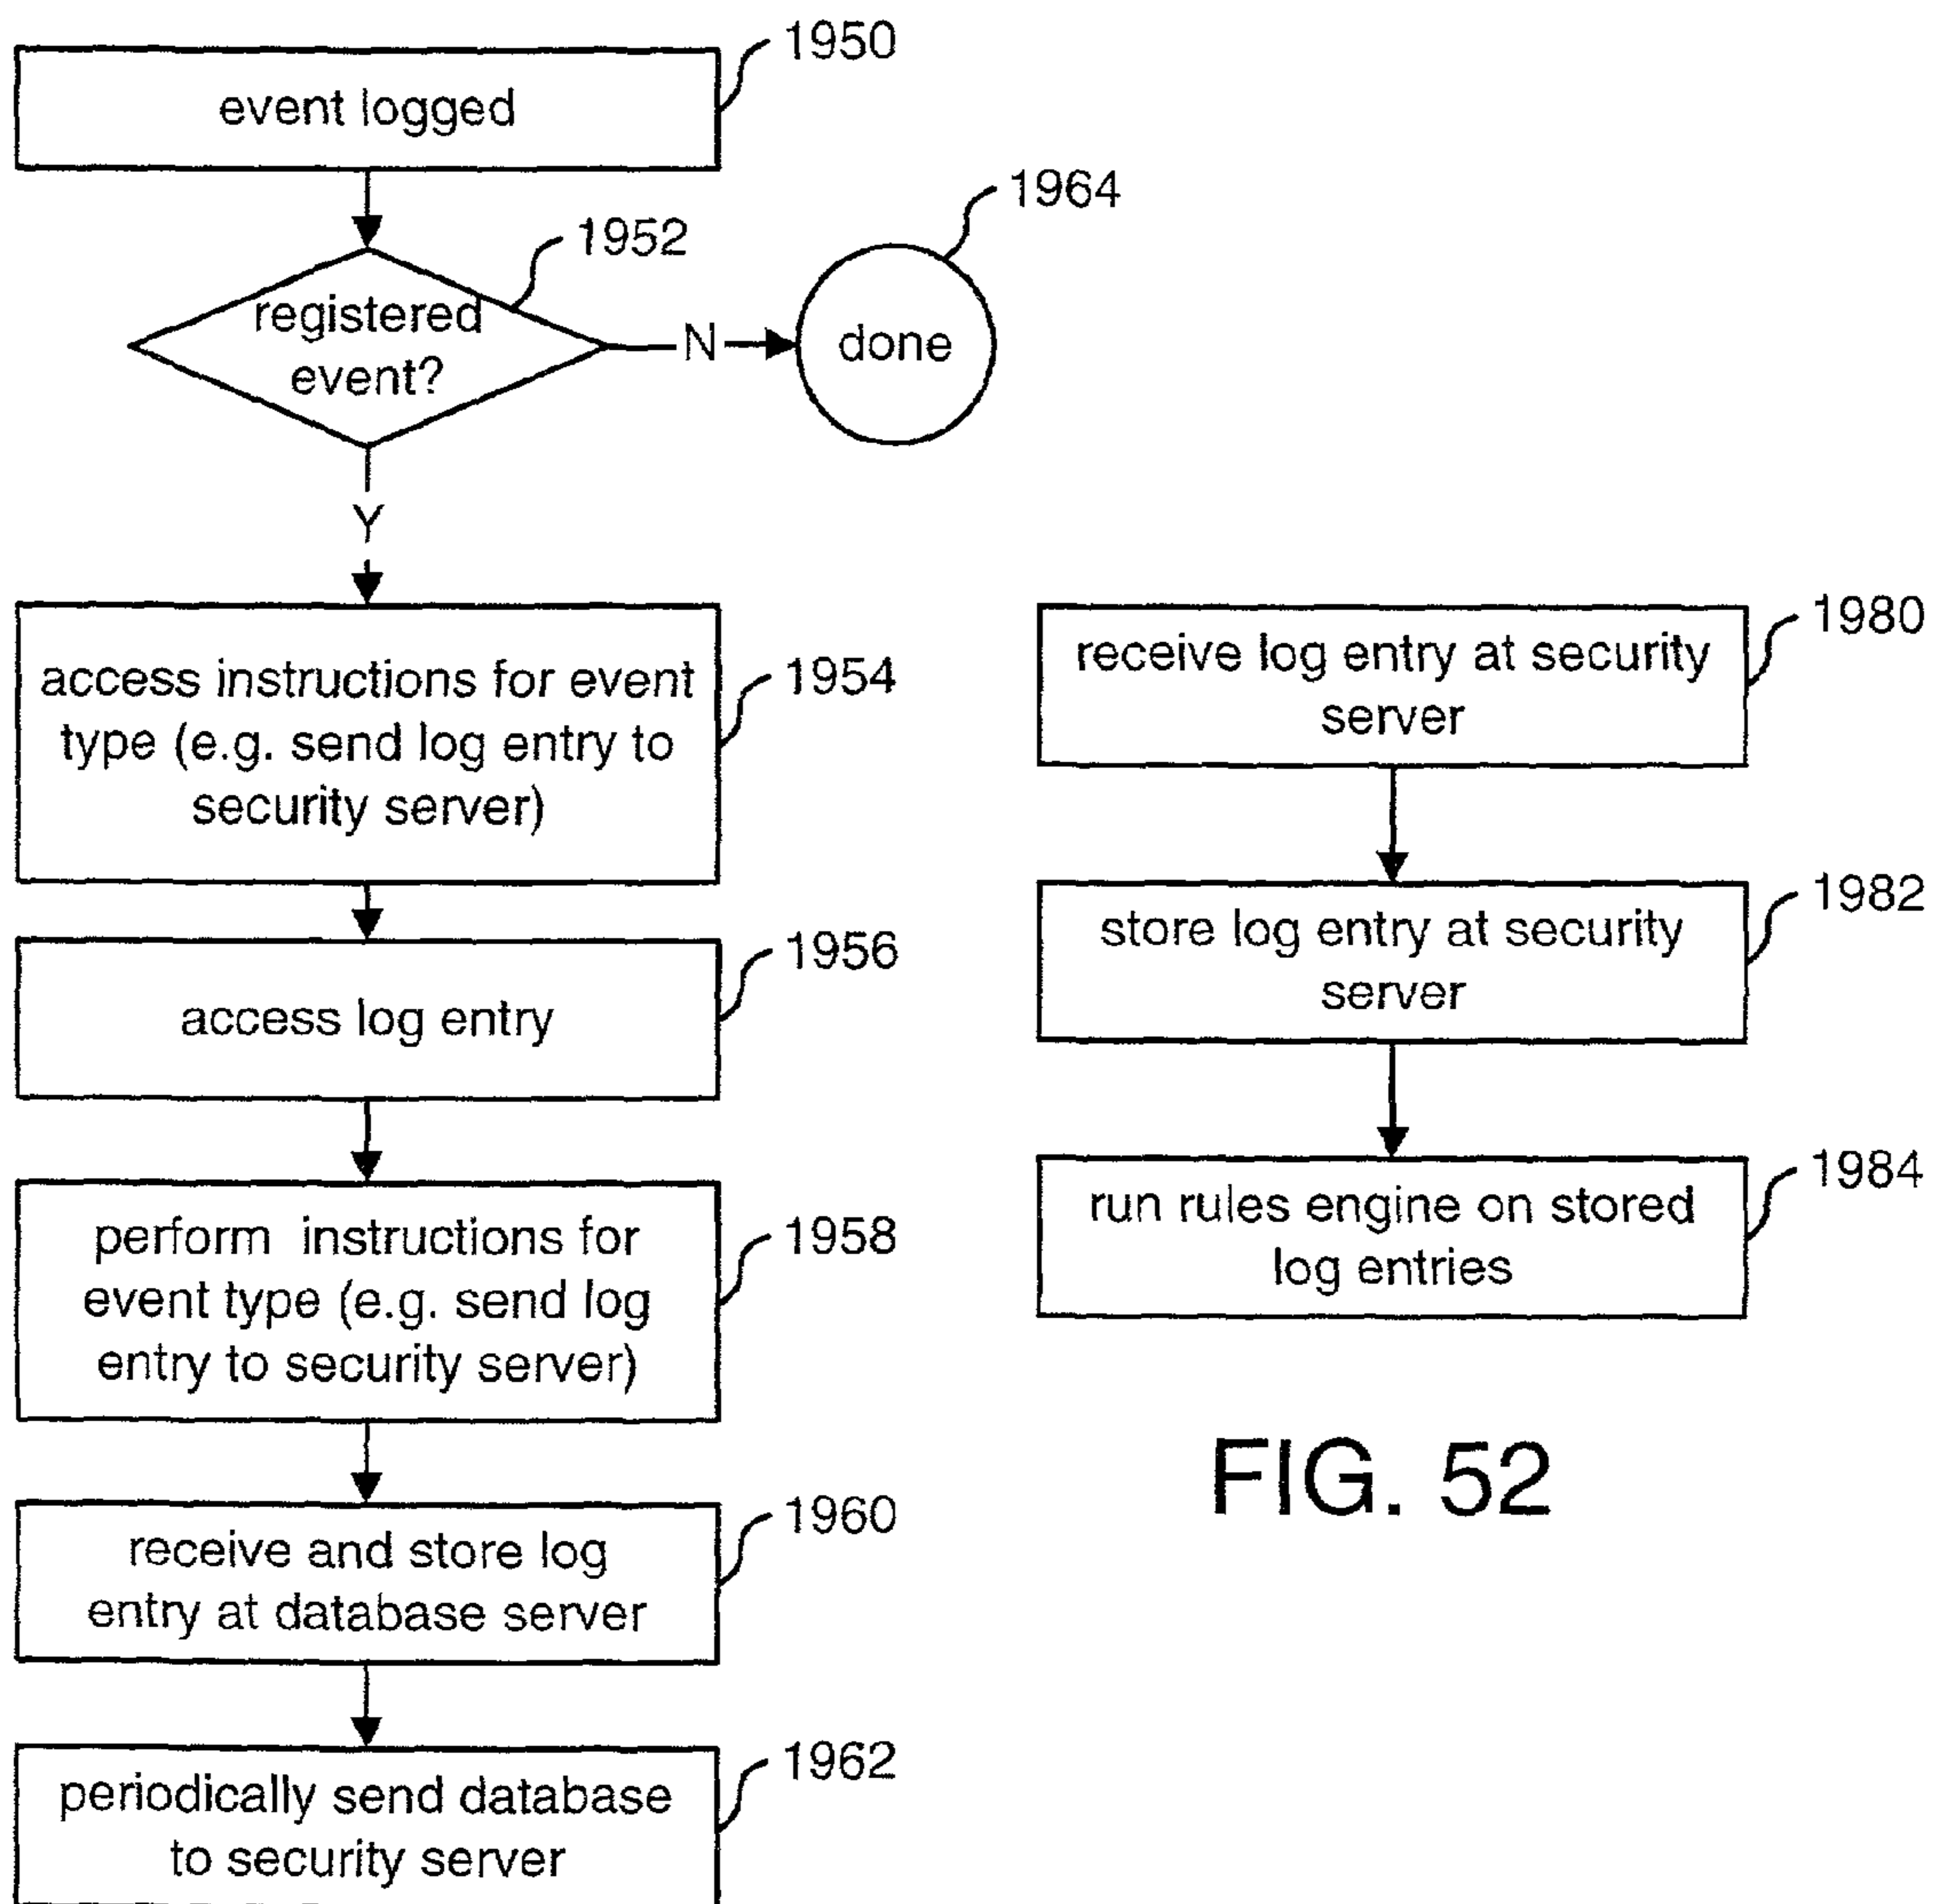 1950
event logged
1964
1952
registered
event?
N
done
Y
access instructions for event
type (e.g. send log entry to
security server)
1954
access log entry
1956
perform instructions for
event type (e.g. send log
entry to security server)
1958
receive and store log
entry at database server
1960
periodically send database
to security server
1962
receive log entry at security
server
1980
store log entry at security
server
1982
run rules engine on stored
log entries
1984
FIG. 52